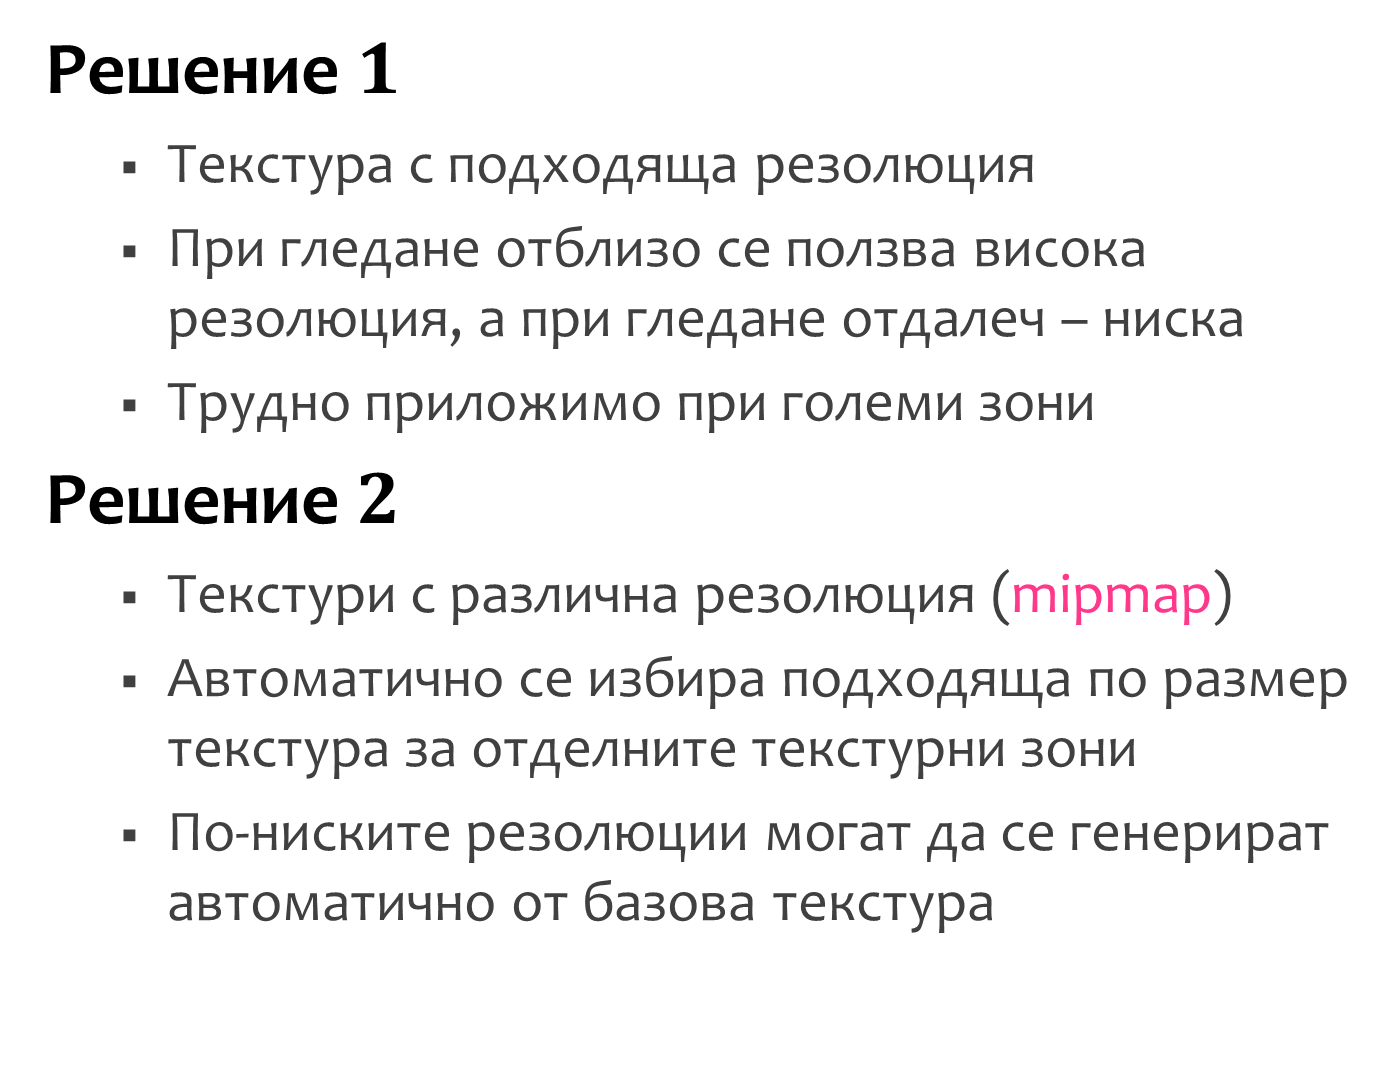 Решение 1
▪ Текстура с подходяща резолюция
▪ При гледане отблизо се ползва висока
резолюция, а при гледане отдалеч – ниска
▪ Трудно приложимо при големи зони
Решение 2
▪ Текстури с различна резолюция (mipmap)
▪ Автоматично се избира подходяща по размер
текстура за отделните текстурни зони
▪ По-ниските резолюции могат да се генерират
автоматично от базова текстура